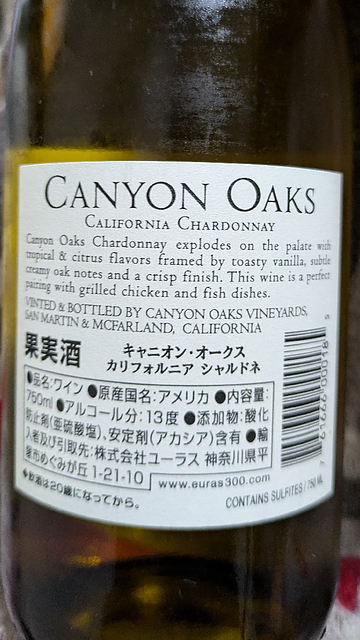 CANYON OAKS
CALIFORNIA CHARDONNAY
Canyon Oaks Chardonnay explodes on the palate with
tropical & citrus flavors framed by toasty vanilla, subtle
creamy oak notes and a crisp finish. This wine is a perfect
pairing with grilled chicken and fish dishes.
VINTED & BOTTLED BY CANYON OAKS VINEYARDS,
SAN MARTIN & MCFARLAND, CALIFORNIA
果実酒
キャニオン・オークス
カリフォルニア シャルドネ
●品名:ワイン ●原産国名:アメリカ ●内容量:
750ml ●アルコール分:13度 ●添加物:酸化
防止剤(亜硫酸塩)、安定剤(アカシア)含有 ●輸
入者及び引取先:株式会社ユーラス 神奈川県平
塚市めぐみが丘 1-21-10
www.euras300.com
◆飲酒は20歳になってから。
CONTAINS SULFITES / 750 ML